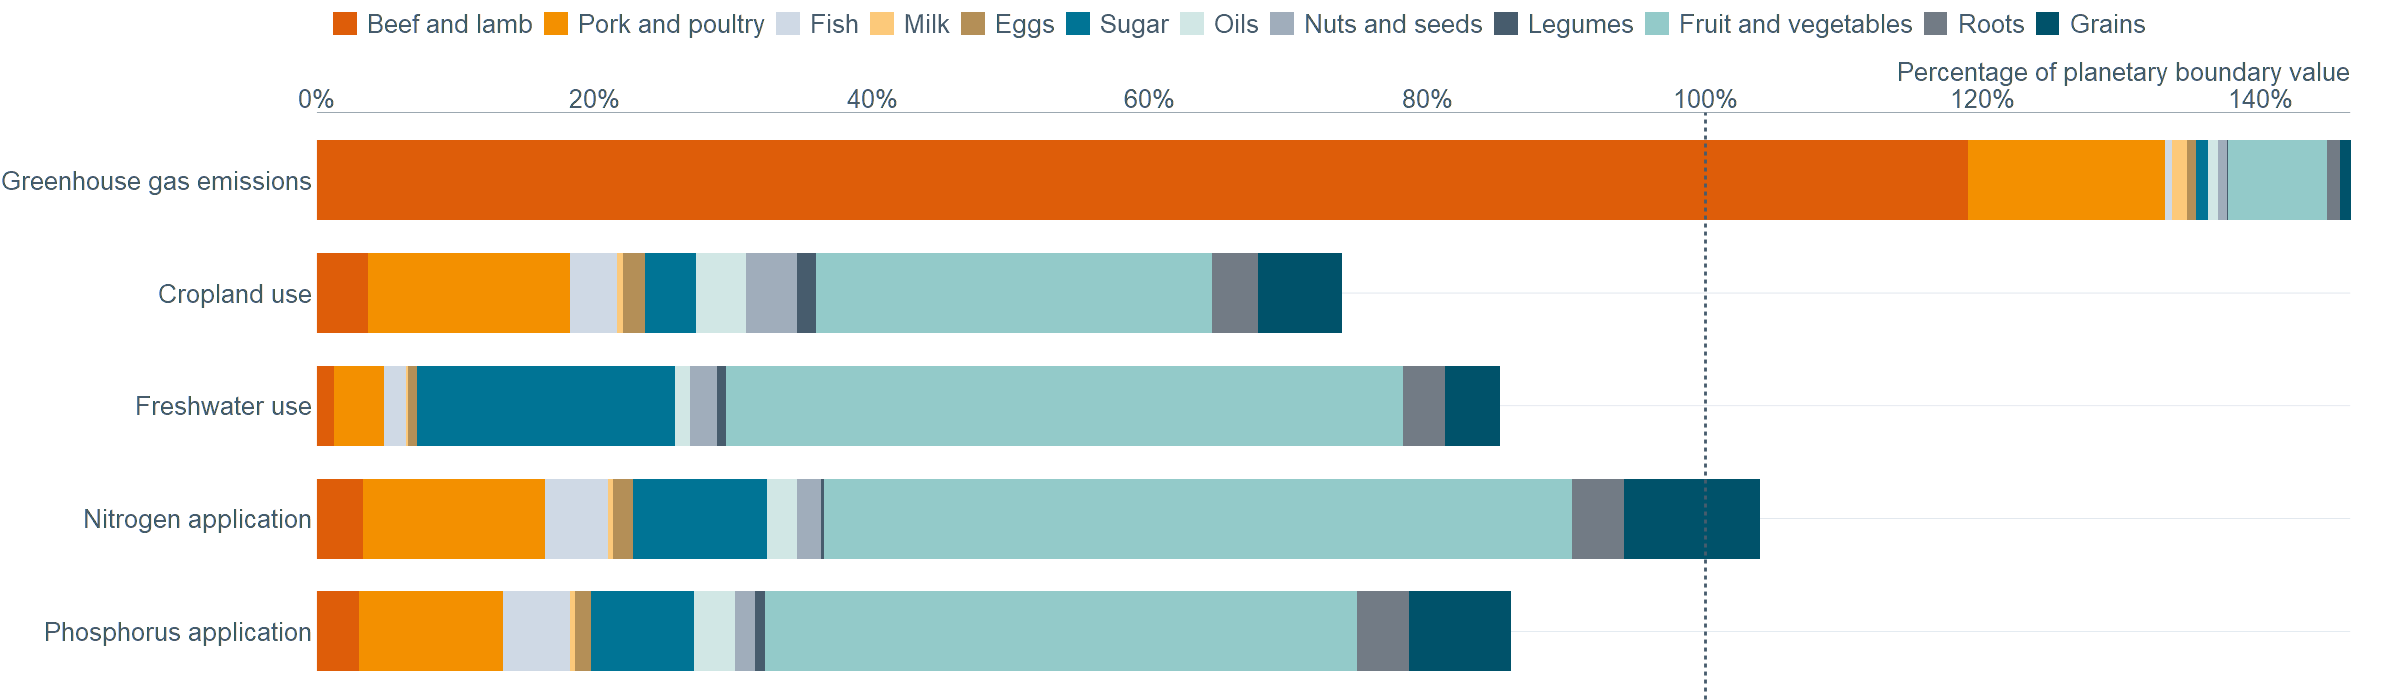 Beef and lamb Pork and poultry Fish Milk Eggs Sugar Oils Nuts and seeds Legumes Fruit and vegetables Roots Grains
Percentage of planetary boundary value
0% 20% 40% 60% 80% 100% 120% 140%
Greenhouse gas emissions
Cropland use
Freshwater use
Nitrogen application
Phosphorus application